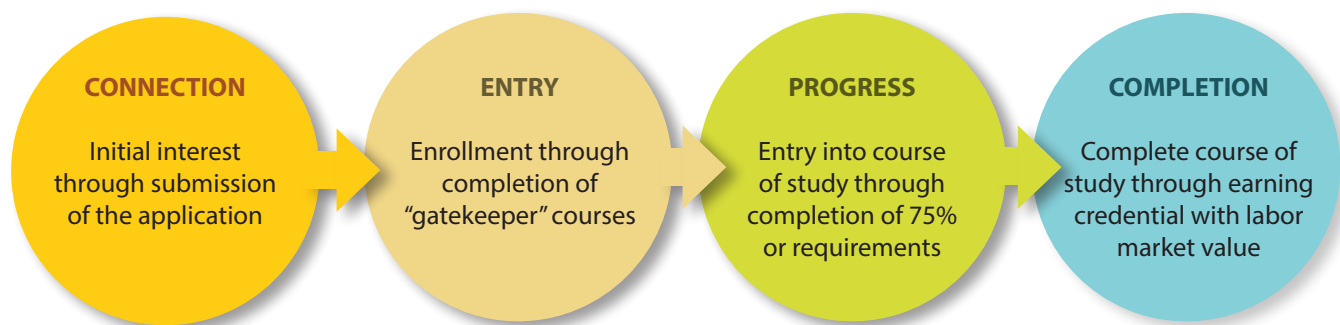 CONNECTION
Initial interest
through submission
of the application
ENTRY
Enrollment through
completion of
“gatekeeper” courses
PROGRESS
Entry into course
of study through
completion of 75%
or requirements
COMPLETION
Complete course of
study through earning
credential with labor
market value